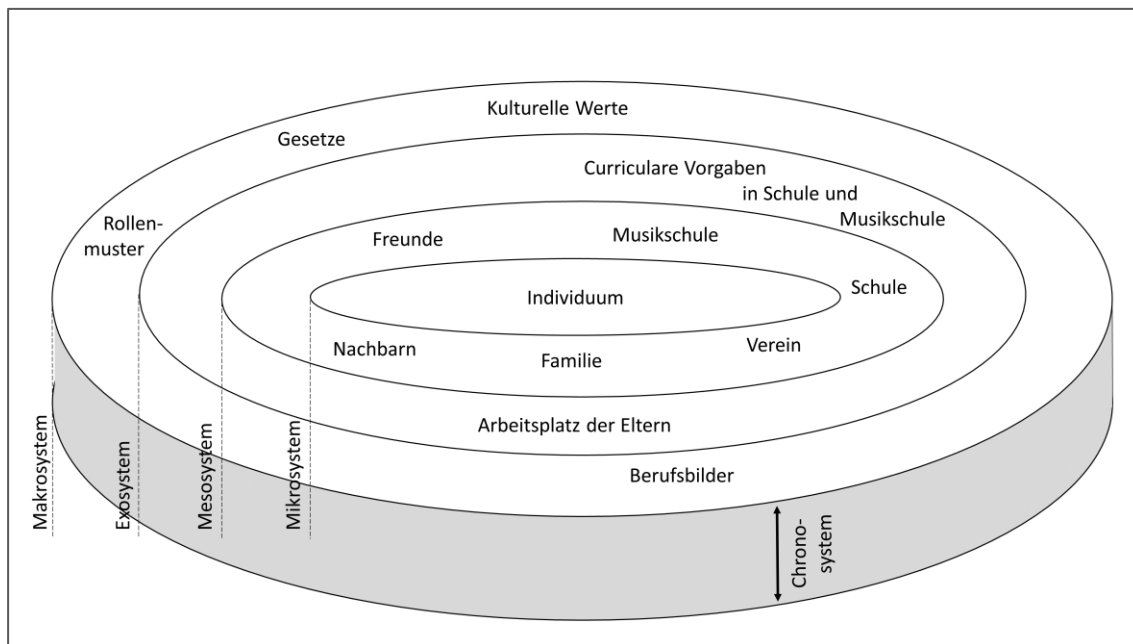 Kulturelle Werte
Gesetze
Curriculare Vorgaben
in Schule und
Musikschule
Rollen-
muster
Freunde
Musikschule
Schule
Individuum
Nachbarn
Familie
Verein
Arbeitsplatz der Eltern
Berufsbilder
Makrosystem
Exosystem
Mesosystem
Mikrosystem
Chrono-
system